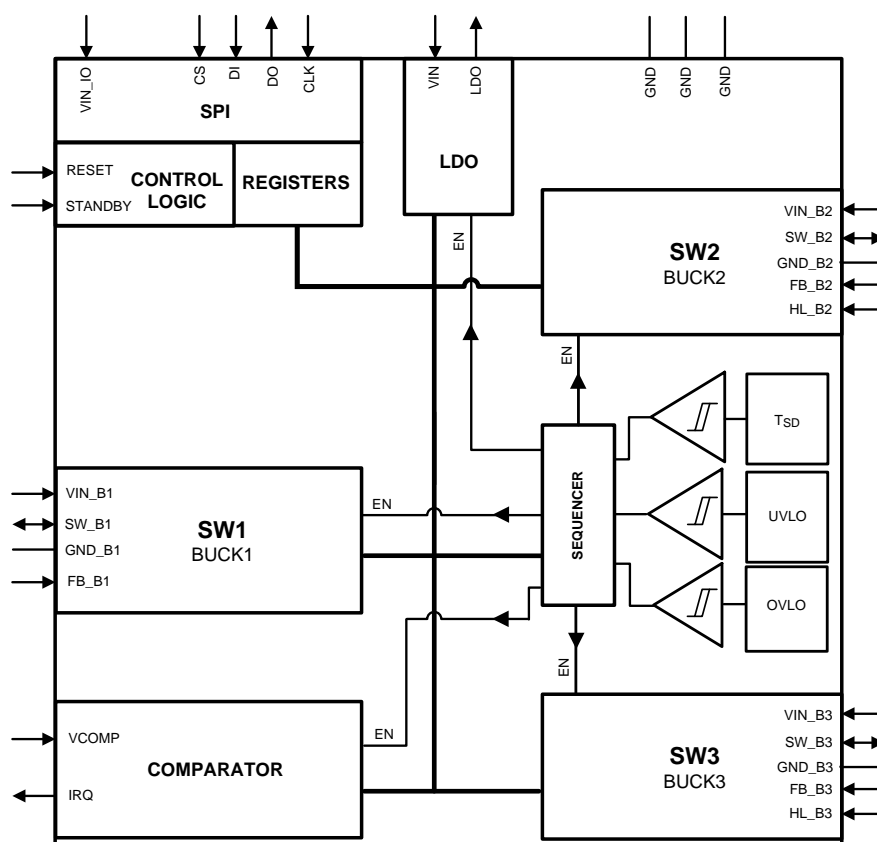 VIN_IO
CS
DI
DO
CLK
SPI
VIN
LDO
LDO
GND
GND
GND
RESET
STANDBY
CONTROL
LOGIC
REGISTERS
EN
VIN_B2
SW_B2
GND_B2
FB_B2
HL_B2
SW2
BUCK2
EN
TSD
SEQUENCER
UVLO
OVLO
VIN_B1
SW_B1
GND_B1
FB_B1
SW1
BUCK1
EN
EN
VCOMP
IRQ
COMPARATOR
EN
SW3
BUCK3
VIN_B3
SW_B3
GND_B3
FB_B3
HL_B3